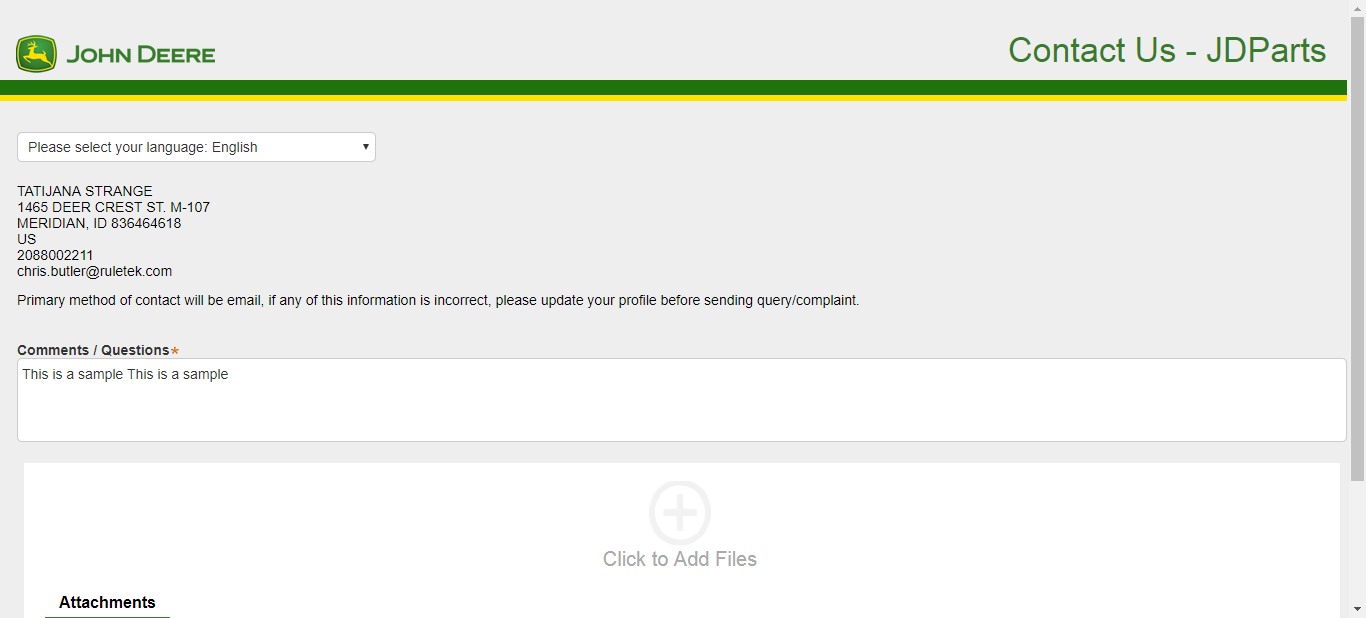 JOHN DEERE
Contact Us - JDParts
Please select your language: English
TATIJANA STRANGE
1465 DEER CREST ST. M-107
MERIDIAN, ID 836464618
US
2088002211
chris.butler@ruletek.com
Primary method of contact will be email, if any of this information is incorrect, please update your profile before sending query/complaint.
Comments / Questions*
This is a sample This is a sample
Click to Add Files
Attachments